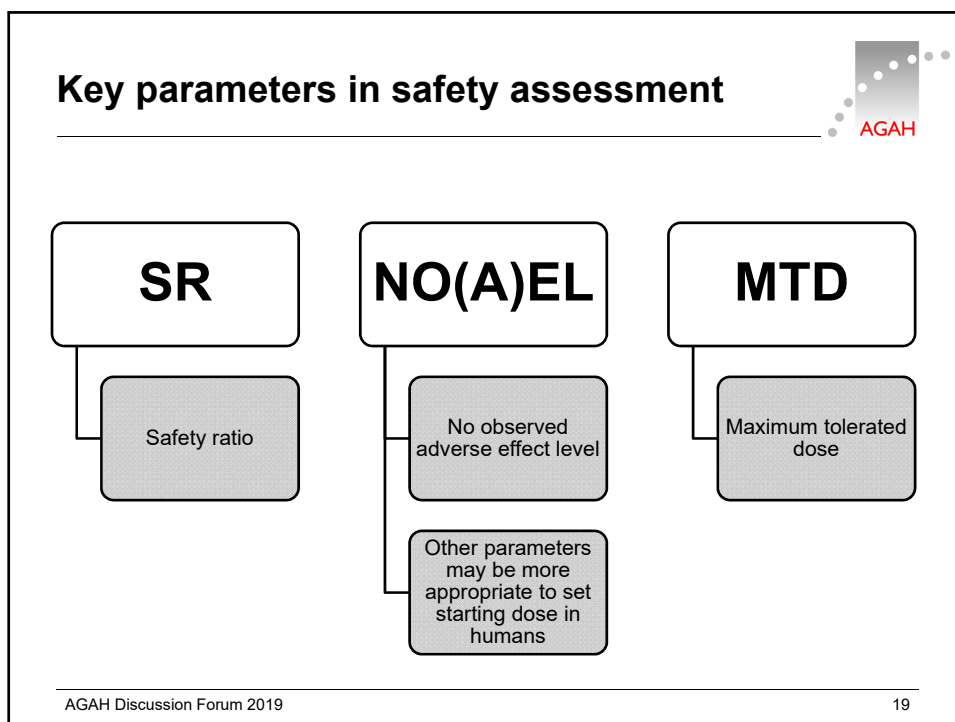 Key parameters in safety assessment
AGAH
SR
Safety ratio
NO(A)EL
No observed
adverse effect level
Other parameters
may be more
appropriate to set
starting dose in
humans
MTD
Maximum tolerated
dose
AGAH Discussion Forum 2019
19